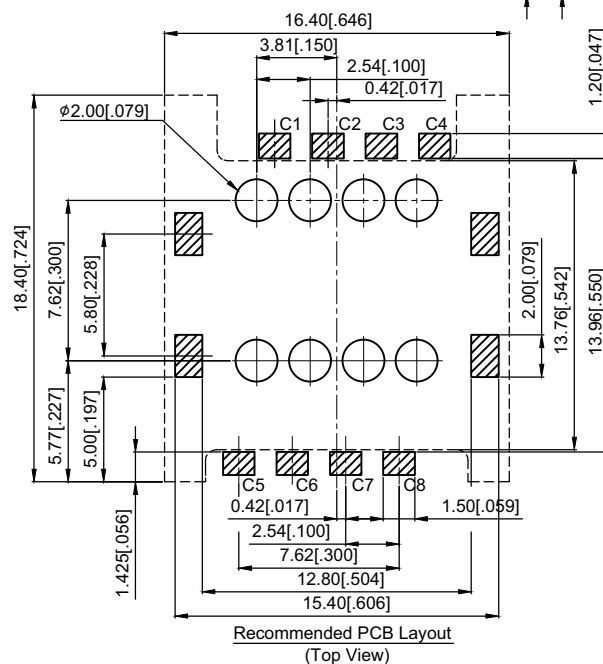 16.40[.646]
3.81[.150]
2.54[.100]
0.42[.017]
1.20[.047]
ϕ2.00[.079]
C1
C2
C3
C4
18.40[.724]
7.62[.300]
5.80[.228]
2.00[.079]
13.76[.542]
13.96[.550]
5.77[.227]
5.00[.197]
1.425[.056]
C5
C6
C7
C8
0.42[.017]
1.50[.059]
2.54[.100]
7.62[.300]
12.80[.504]
15.40[.606]
Recommended PCB Layout
(Top View)